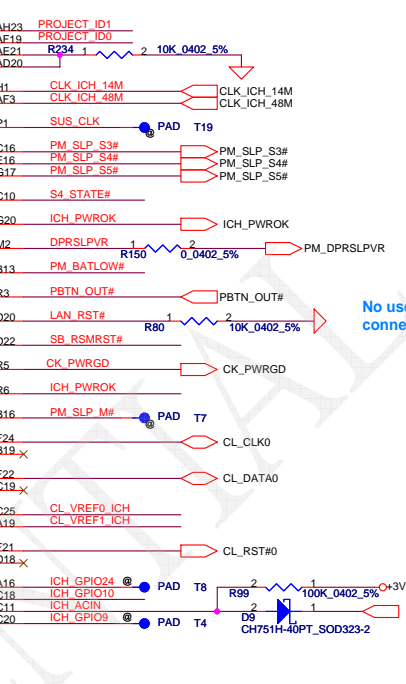 AH23 PROJECT_ID1
AF19 PROJECT_ID0
AE21 R234 1 2 10K_0402_5%
AD20
H1 CLK_ICH_14M CLK_ICH_14M
AF3 CLK_ICH_48M CLK_ICH_48M
P1 SUS_CLK @ PAD T19
C16 PM_SLP_S3# PM_SLP_S3#
E16 PM_SLP_S4# PM_SLP_S4#
G17 PM_SLP_S5# PM_SLP_S5#
C10 S4_STATE#
G20 ICH_PWROK ICH_PWROK
M2 DPRSLPVR R150 1 2 0_0402_5% PM_DPRSLPVR
B13 PM_BATLOW#
R3 PBTN_OUT# PBTN_OUT#
D20 LAN_RST# R80 1 2 10K_0402_5%
No us
conne
D22 SB_RSMRST#
R5 CK_PWRGD CK_PWRGD
R6 ICH_PWROK
B16 PM_SLP_M# @ PAD T7
F24 CL_CLK0
B19
F22 CL_DATA0
C19
C25 CL_VREF0_ICH
A19 CL_VREF1_ICH
F21 CL_RST#0
D18
A16 ICH_GPIO24 @ PAD T8
C18 ICH_GPIO10
C11 ICH_ACIN
C20 ICH_GPIO9 @ PAD T4
R99 2 1 100K_0402_5% +3V
D9 2 1
CH751H-40PT_SOD323-2